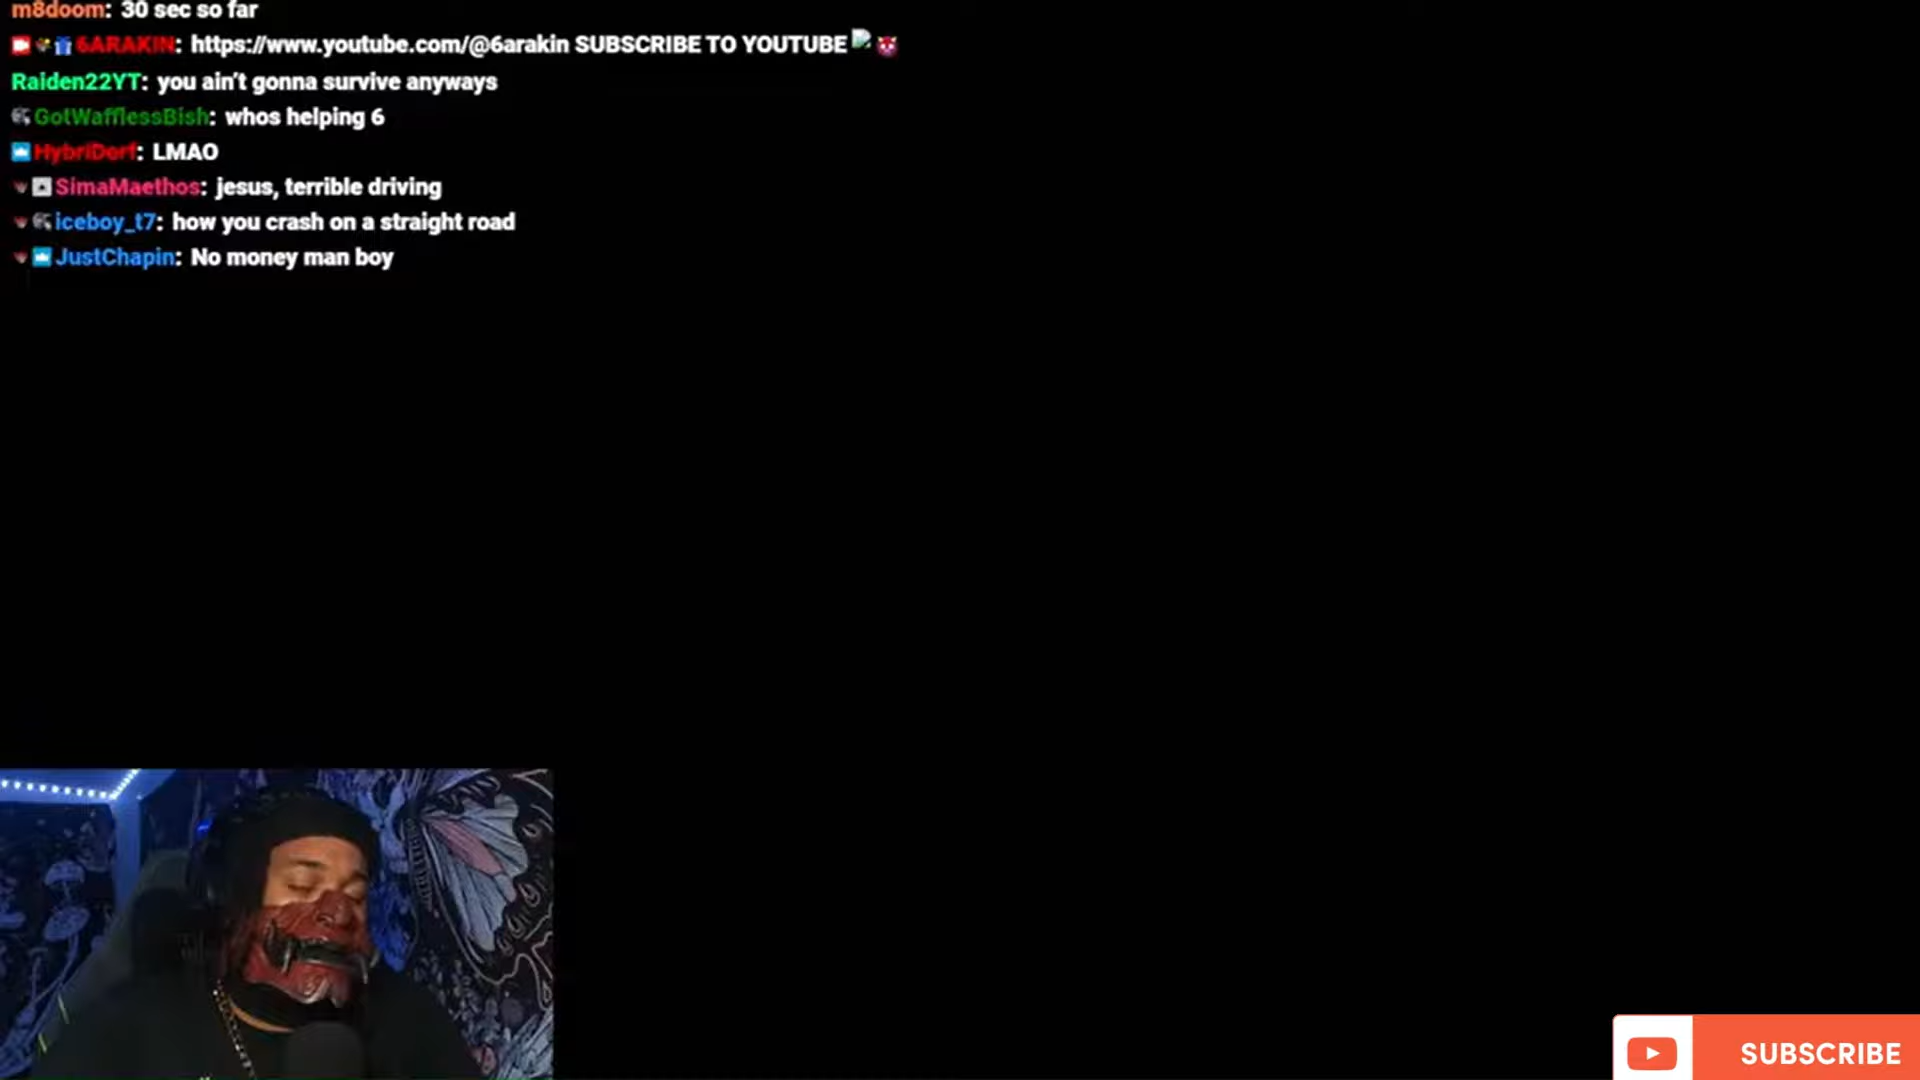 m8doom: 30 sec so far
6ARAKIN: https://www.youtube.com/@6arakin SUBSCRIBE TO YOUTUBE
Raiden22YT: you ain't gonna survive anyways
GotWafflessBish: whos helping 6
HybriDerf: LMAO
SimaMaethos: jesus, terrible driving
iceboy_t7: how you crash on a straight road
JustChapin: No money man boy
SUBSCRIBE